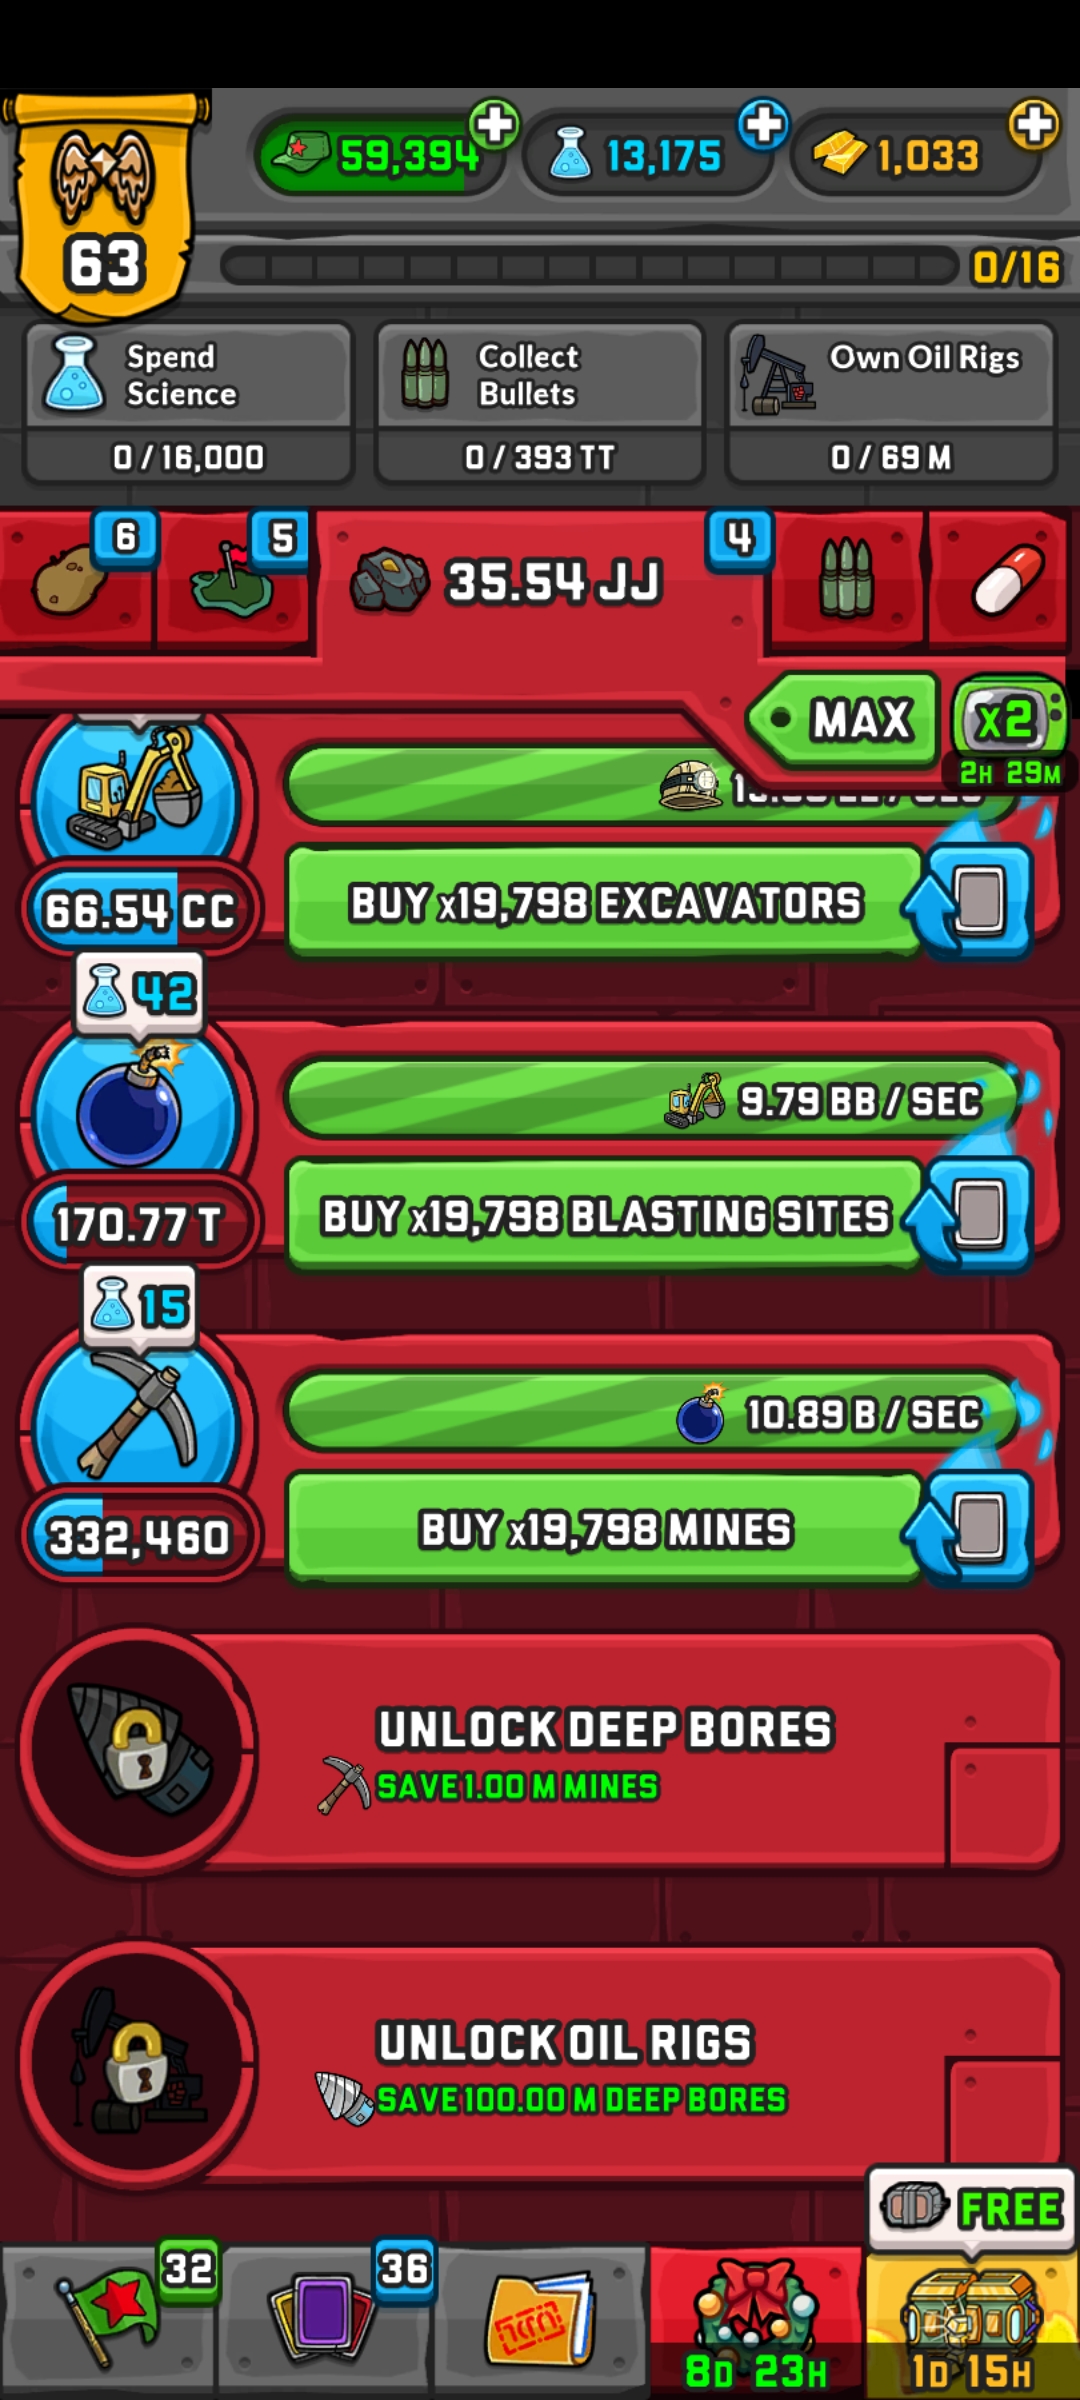 59,394
13,175
1,033
63
0/16
Spend
Science
Collect
Bullets
Own Oil Rigs
0 / 16,000
0 / 393 TT
0 / 69 M
6
5
35.54 JJ
4
MAX
x2
2H 29M
66.54 CC
BUY x19,798 EXCAVATORS
42
9.79 BB / SEC
170.77 T
BUY x19,798 BLASTING SITES
15
10.89 B / SEC
332,460
BUY x19,798 MINES
UNLOCK DEEP BORES
SAVE 1.00 M MINES
UNLOCK OIL RIGS
SAVE 100.00 M DEEP BORES
FREE
32
36
8D 23H
1D 15H